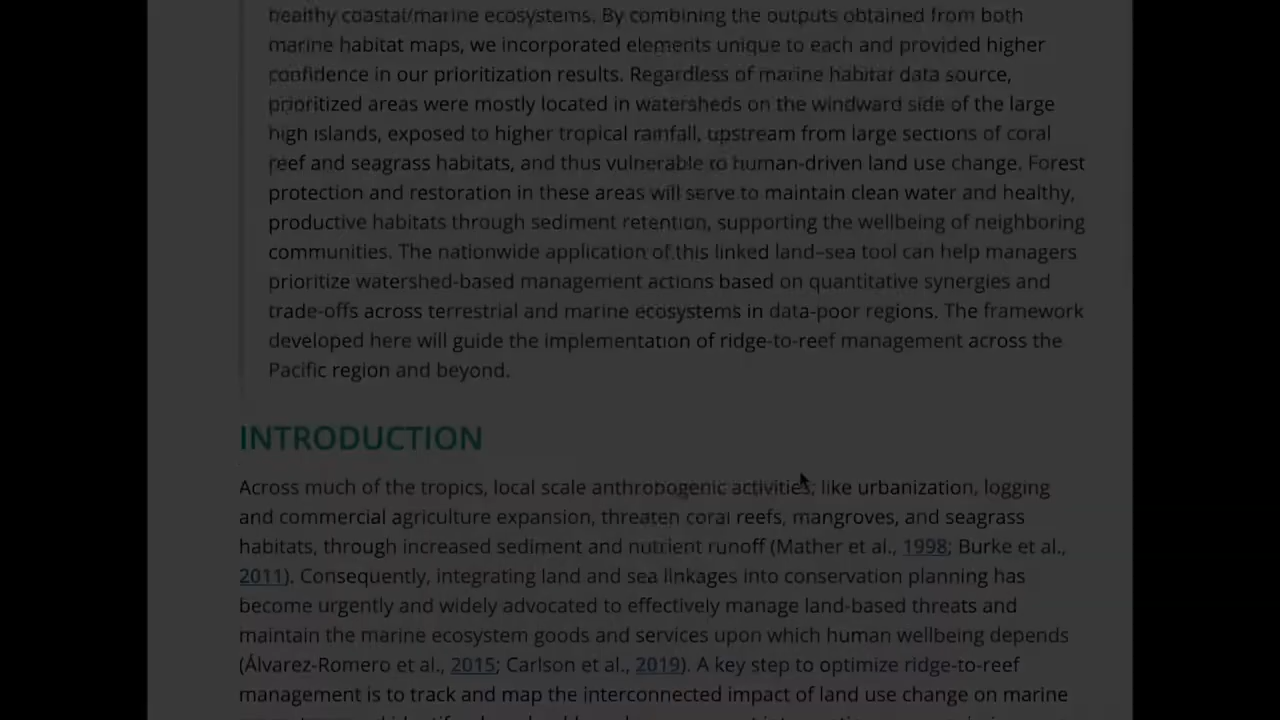 healthy coastal/marine ecosystems. By combining the outputs obtained from both
marine habitat maps, we incorporated elements unique to each and provided higher
confidence in our prioritization results. Regardless of marine habitat data source,
prioritized areas were mostly located in watersheds on the windward side of the large
high islands, exposed to higher tropical rainfall, upstream from large sections of coral
reef and seagrass habitats, and thus vulnerable to human-driven land use change. Forest
protection and restoration in these areas will serve to maintain clean water and healthy,
productive habitats through sediment retention, supporting the wellbeing of neighboring
communities. The nationwide application of this linked land–sea tool can help managers
prioritize watershed-based management actions based on quantitative synergies and
trade-offs across terrestrial and marine ecosystems in data-poor regions. The framework
developed here will guide the implementation of ridge-to-reef management across the
Pacific region and beyond.
INTRODUCTION
Across much of the tropics, local scale anthropogenic activities, like urbanization, logging
and commercial agriculture expansion, threaten coral reefs, mangroves, and seagrass
habitats, through increased sediment and nutrient runoff (Mather et al., 1998; Burke et al.,
2011). Consequently, integrating land and sea linkages into conservation planning has
become urgently and widely advocated to effectively manage land-based threats and
maintain the marine ecosystem goods and services upon which human wellbeing depends
(Álvarez-Romero et al., 2015; Carlson et al., 2019). A key step to optimize ridge-to-reef
management is to track and map the interconnected impact of land use change on marine